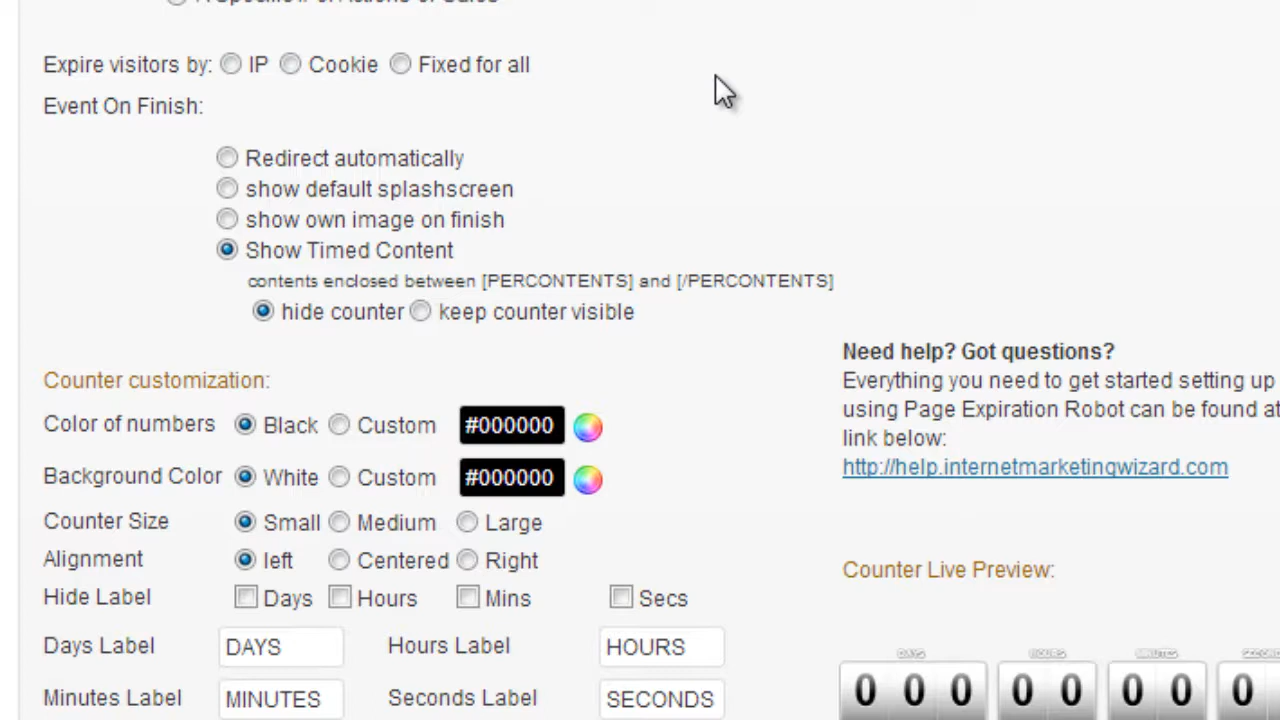 Expire visitors by: IP Cookie Fixed for all
Event On Finish:
Redirect automatically
show default splashscreen
show own image on finish
Show Timed Content
contents enclosed between [PERCONTENTS] and [/PERCONTENTS]
hide counter keep counter visible
Need help? Got questions?
Everything you need to get started setting up
using Page Expiration Robot can be found at
link below:
http://help.internetmarketingwizard.com
Counter customization:
Color of numbers Black Custom #000000
Background Color White Custom #000000
Counter Size Small Medium Large
Alignment left Centered Right
Hide Label Days Hours Mins Secs
Days Label DAYS Hours Label HOURS
Minutes Label MINUTES Seconds Label SECONDS
Counter Live Preview:
DAYS HOURS MINUTES
0 0 0 0 0 0 0 0